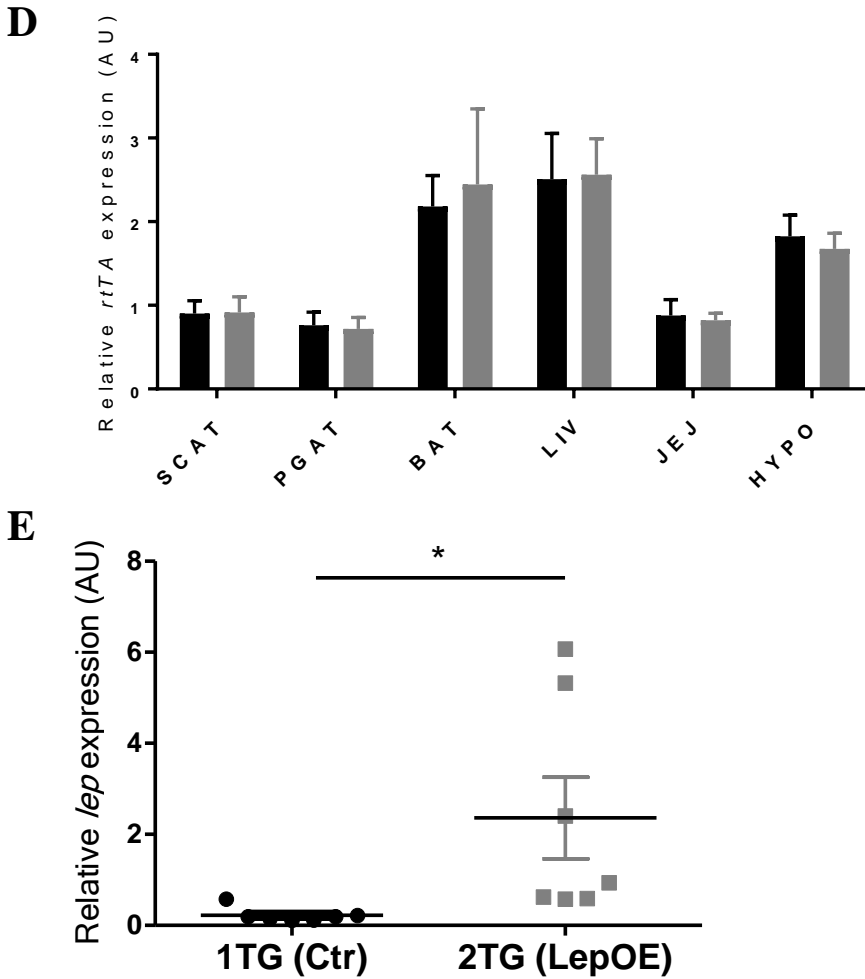 D
Relative rtTA expression (AU)
4
3
2
1
0
SCAT
PGAT
BAT
LIV
JEJ
HYPO
E
Relative lep expression (AU)
8
6
4
2
0
*
1TG (Ctr)
2TG (LepOE)